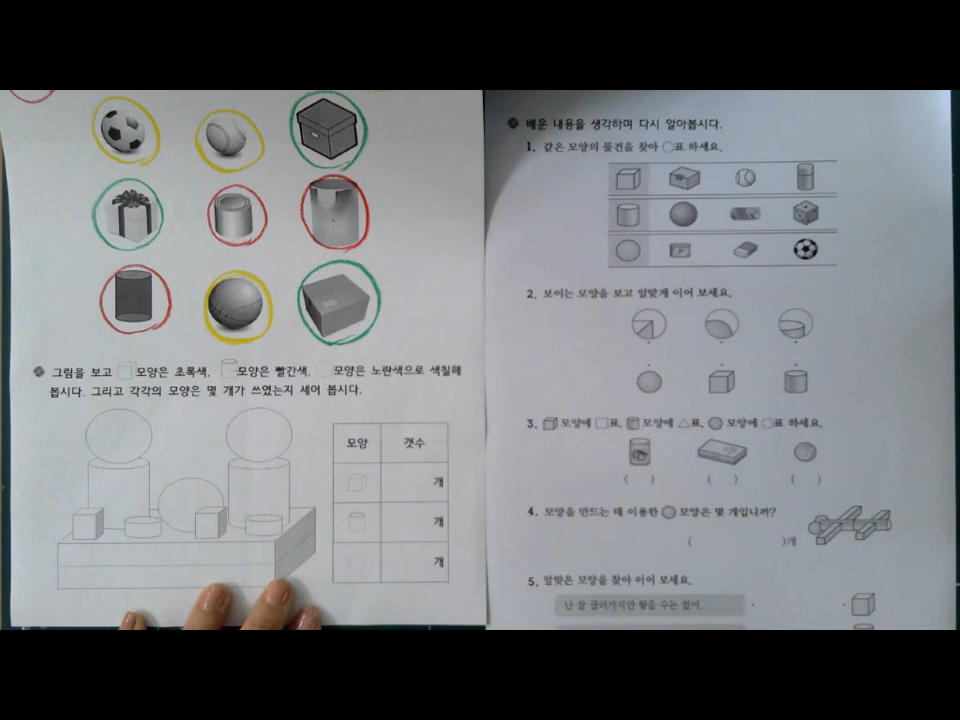 그림을 보고 모양은 초록색, 모양은 빨간색, 모양은 노란색으로 색칠해
봅시다. 그리고 각각의 모양은 몇 개가 쓰였는지 세어 봅시다.
모양 갯수
개
개
개
배운 내용을 생각하며 다시 알아봅시다.
1. 같은 모양의 물건을 찾아 ○표 하세요.
2. 보이는 모양을 보고 알맞게 이어 보세요.
3. 모양에 □표, 모양에 △표, 모양에 ○표 하세요.
( ) ( ) ( )
4. 모양을 만드는 데 이용한 모양은 몇 개입니까?
( )개
5. 알맞은 모양을 찾아 이어 보세요.
난 잘 굴러가지만 쌓을 수는 없어.